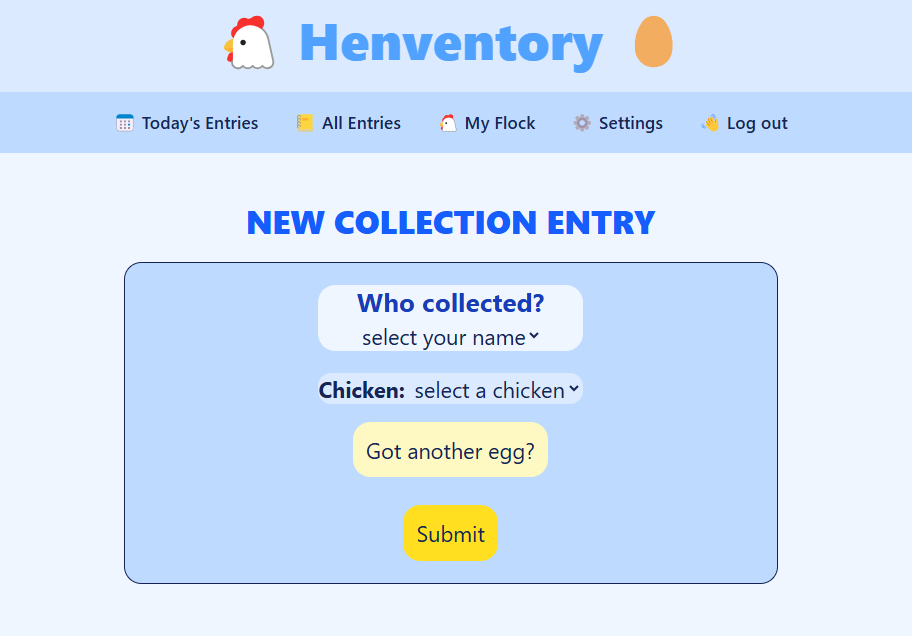 Henventory
Today's Entries All Entries My Flock Settings Log out
NEW COLLECTION ENTRY
Who collected?
select your name
Chicken: select a chicken
Got another egg?
Submit